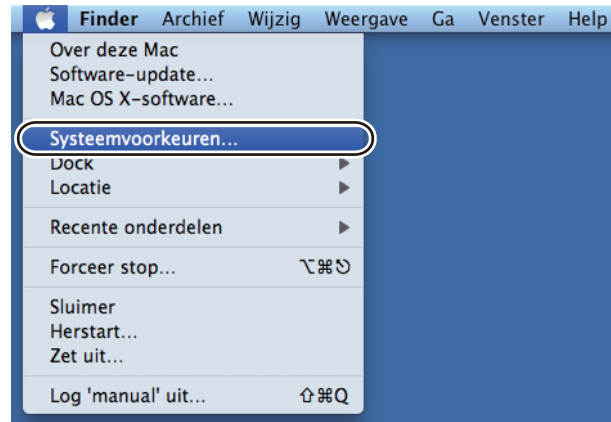 Finder Archief Wijzig Weergave Ga Venster Help
Over deze Mac
Software-update...
Mac OS X-software...
Systeemvoorkeuren...
Dock
Locatie
Recente onderdelen
Forceer stop... ⌥⌘⎋
Sluimer
Herstart...
Zet uit...
Log 'manual' uit... ⇧⌘Q